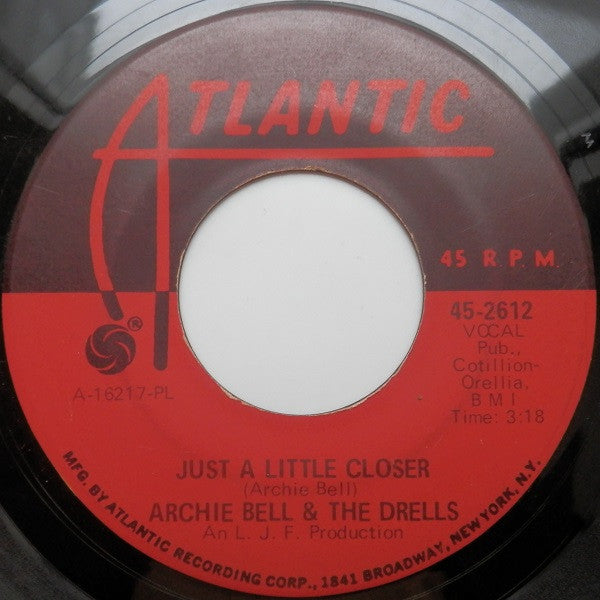 ATLANTIC
45 R.P.M.
®
A-16217-PL
45-2612
VOCAL
Pub.,
Cotillion-
Orellia,
BMI
Time: 3:18
JUST A LITTLE CLOSER
(Archie Bell)
ARCHIE BELL & THE DRELLS
An L. J. F. Production
MFG. BY ATLANTIC RECORDING CORP., 1841 BROADWAY, NEW YORK, N.Y.